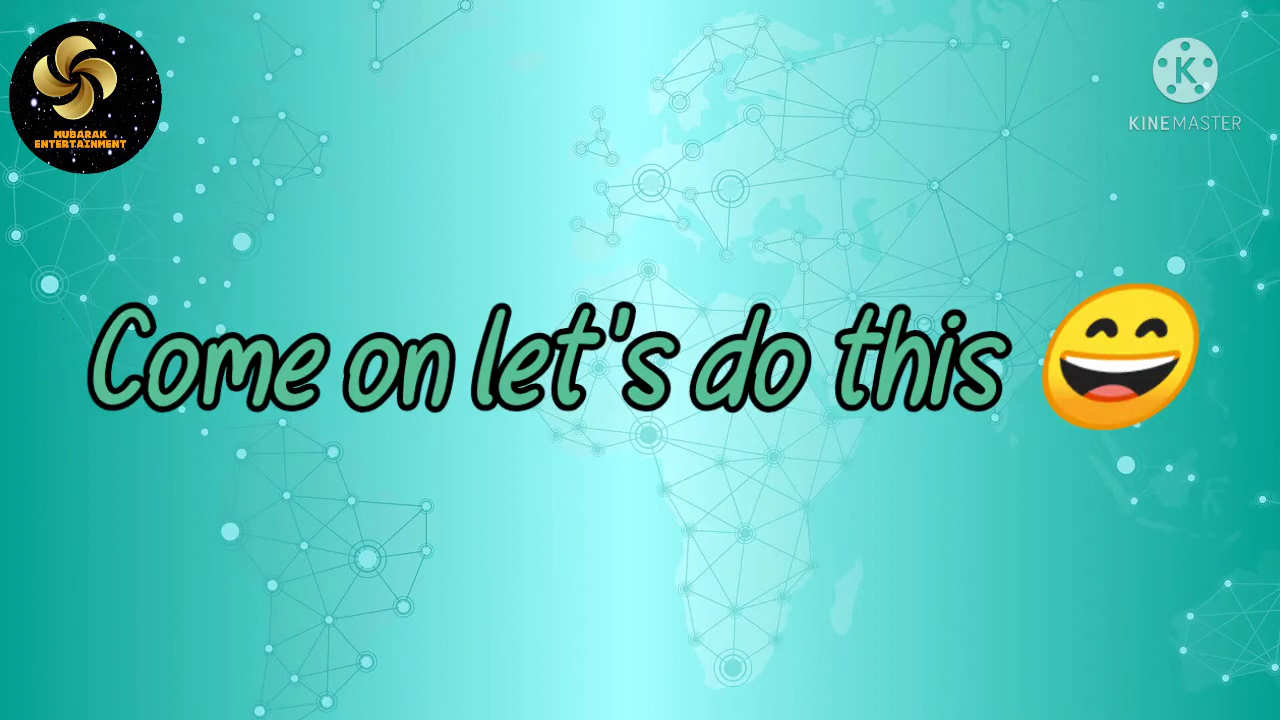 MUBARAK
ENTERTAINMENT
K
KINEMASTER
Come on let's do this 😄